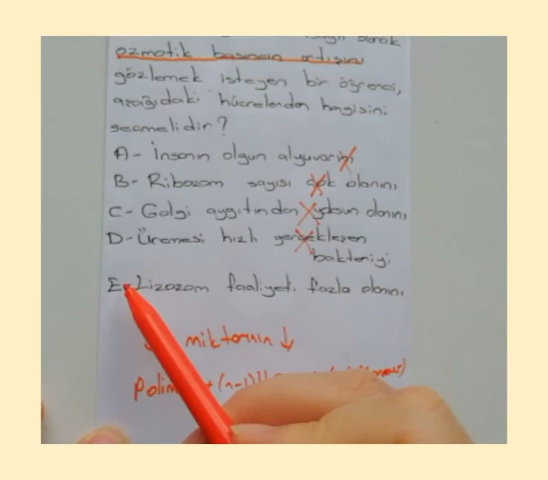 ozmotik basıncın artışını
gözlemek isteyen bir öğrenci,
aşağıdaki hücrelerden hangisini
seçmelidir?
A- İnsanın olgun alyuvarını
B- Ribozom sayısı çok olanını
C- Golgi aygıtından yoksun olanını
D- Üremesi hızlı gerçekleşen
bakteriyi
E- Lizozom faaliyeti fazla olanını
miktarının ↓